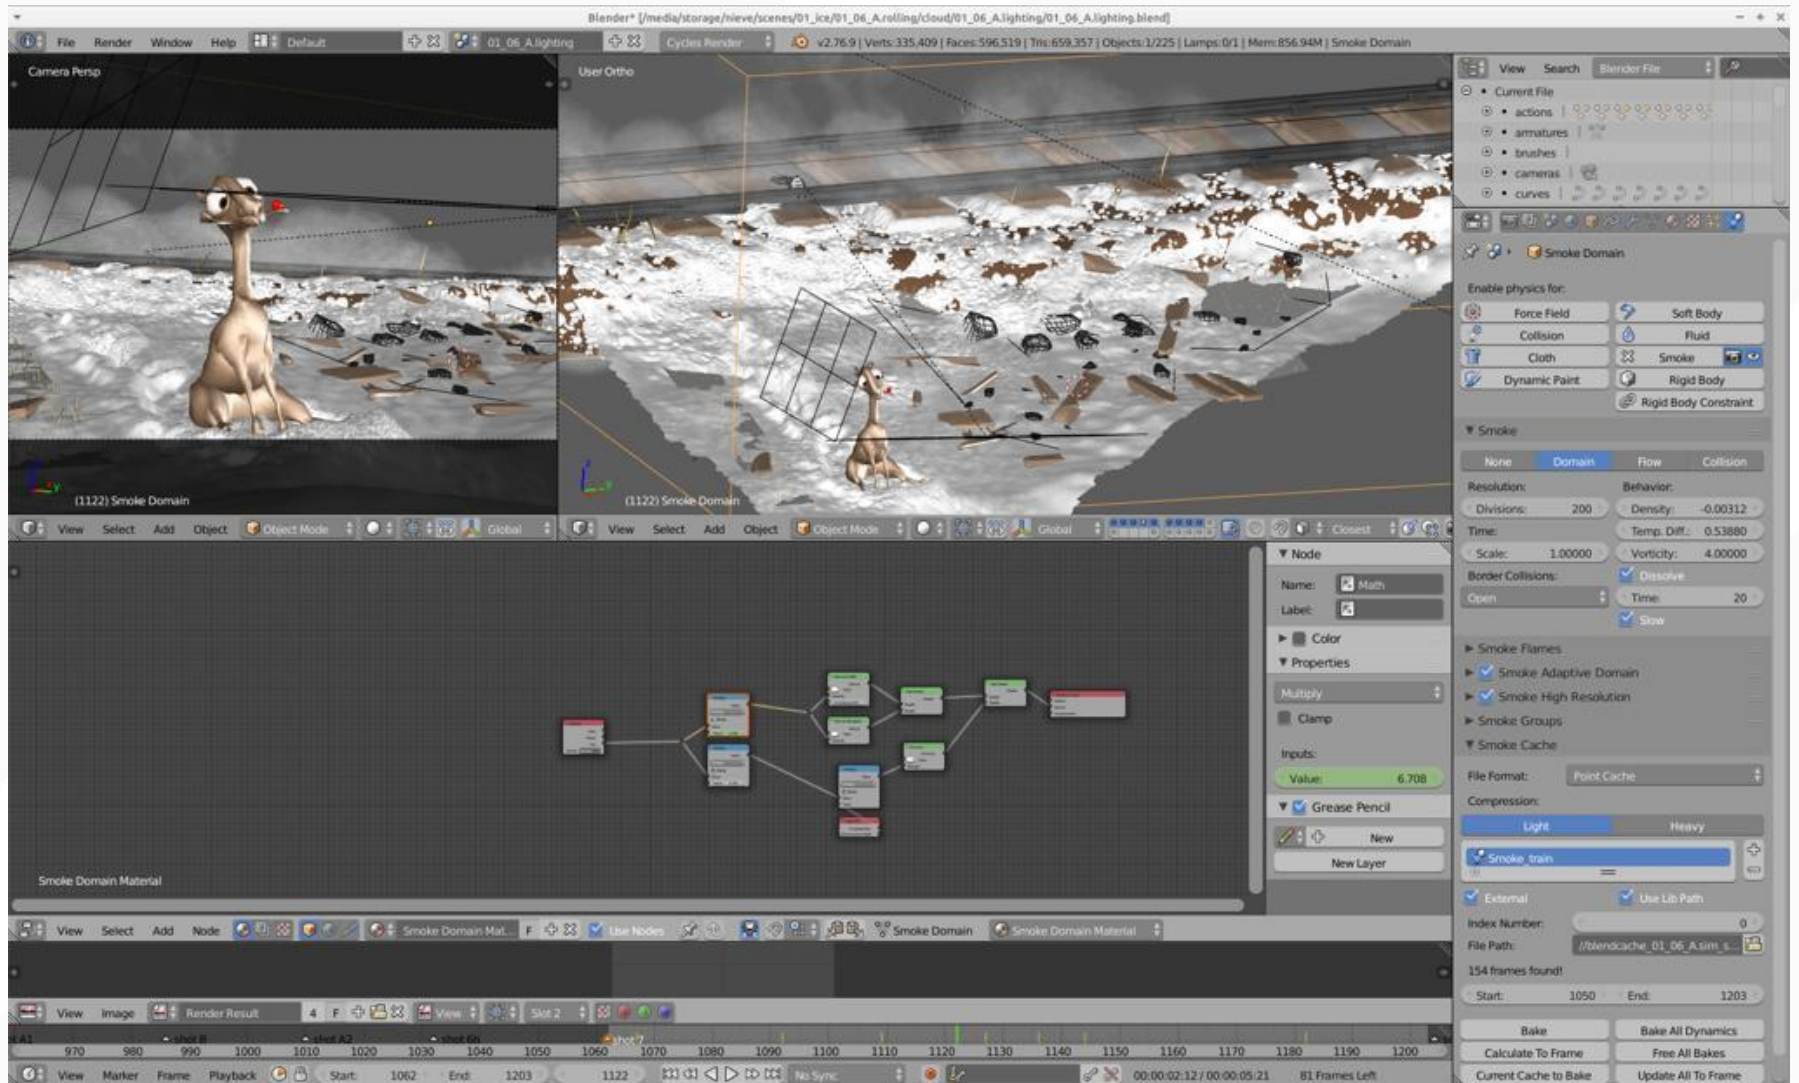 Blender* [/media/storage/nieve/scenes/01_ice/01_06_A.rolling/cloud/01_06_A.lighting/01_06_A.lighting.blend]
File Render Window Help Default 01_06_A.lighting Cycles Render v2.76.9 | Verts:335,409 | Faces:596,519 | Tris:659,357 | Objects:1/225 | Lamps:0/1 | Mem:856.94M | Smoke Domain
Camera Persp
(1122) Smoke Domain
View Select Add Object Object Mode Global
User Ortho
(1122) Smoke Domain
View Select Add Object Object Mode Global Closest
View Search Blender File
Current File
actions
armatures
brushes
cameras
curves
Smoke Domain
Enable physics for:
Force Field Soft Body
Collision Fluid
Cloth Smoke
Dynamic Paint Rigid Body
Rigid Body Constraint
Smoke
None Domain Flow Collision
Resolution: Behavior:
Divisions: 200 Density: -0.00312
Time: Temp. Diff.: 0.53880
Scale: 1.00000 Vorticity: 4.00000
Border Collisions: Dissolve
Open Time: 20
Slow
Smoke Flames
Smoke Adaptive Domain
Smoke High Resolution
Smoke Groups
Smoke Cache
File Format: Point Cache
Compression:
Light Heavy
Smoke_train
External Use Lib Path
Index Number: 0
File Path: //blendcache_01_06_A.sim_s...
154 frames found!
Start: 1050 End: 1203
Bake Bake All Dynamics
Calculate To Frame Free All Bakes
Current Cache to Bake Update All To Frame
Node
Name: Math
Label:
Color
Properties
Multiply
Clamp
Inputs:
Value: 6.708
Grease Pencil
New
New Layer
Smoke Domain Material
View Select Add Node Smoke Domain Mat... F Use Nodes Smoke Domain Smoke Domain Material
View Image Render Result 4 F View Slot 2
shot B shot A2 shot 6b shot 7
970 980 990 1000 1010 1020 1030 1040 1050 1060 1070 1080 1090 1100 1110 1120 1130 1140 1150 1160 1170 1180 1190 1200
View Marker Frame Playback Start: 1062 End: 1203 1122 No Sync 00:00:02:12 / 00:00:05:21 81 Frames Left